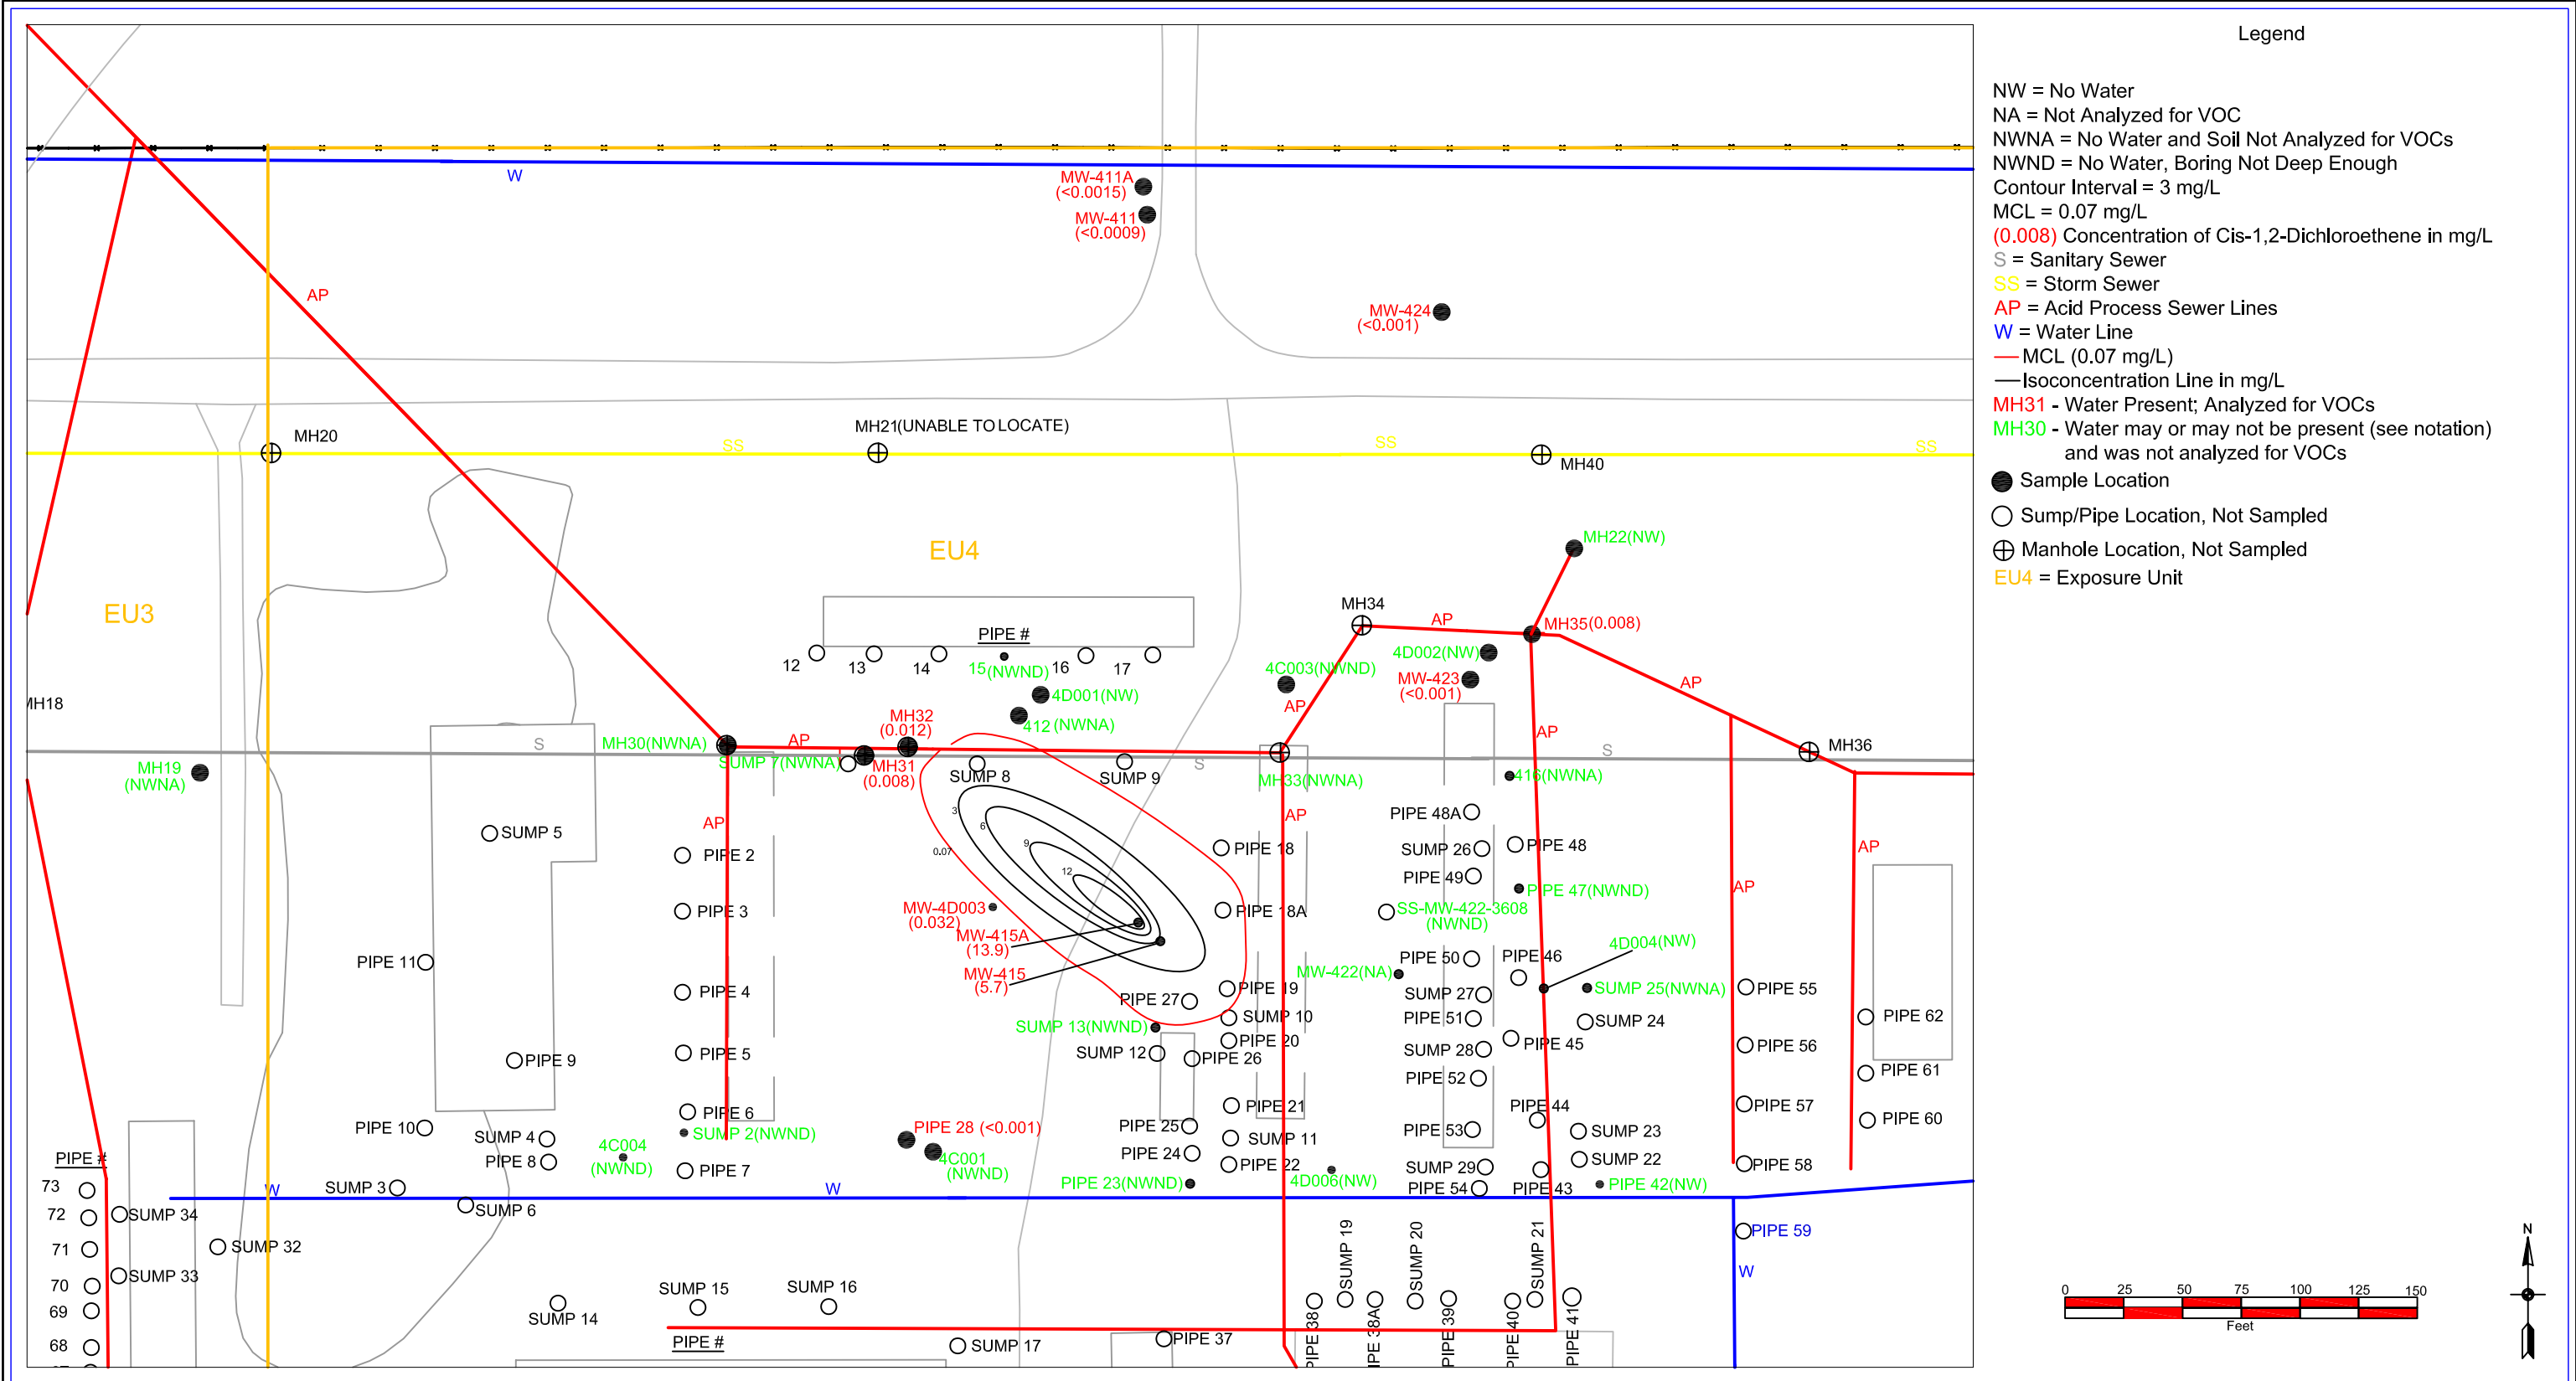 Legend
NW = No Water
NA = Not Analyzed for VOC
NWNA = No Water and Soil Not Analyzed for VOCs
NWND = No Water, Boring Not Deep Enough
Contour Interval = 3 mg/L
MCL = 0.07 mg/L
(0.008) Concentration of Cis-1,2-Dichloroethene in mg/L
S = Sanitary Sewer
SS = Storm Sewer
AP = Acid Process Sewer Lines
W = Water Line
MCL (0.07 mg/L)
Isoconcentration Line in mg/L
MH31 - Water Present; Analyzed for VOCs
MH30 - Water may or may not be present (see notation)
and was not analyzed for VOCs
Sample Location
Sump/Pipe Location, Not Sampled
Manhole Location, Not Sampled
EU4 = Exposure Unit
W
MW-411A
(<0.0015)
MW-411
(<0.0009)
AP
MW-424
(<0.001)
MH20
MH21(UNABLE TO LOCATE)
SS
SS
MH40
SS
EU4
MH22(NW)
EU3
MH34
AP
MH35(0.008)
PIPE #
12
13
14
15(NWND)
16
17
4D002(NW)
4C003(NWND)
MW-423
(<0.001)
AP
4D001(NW)
412 (NWNA)
MH18
AP
MH32
(0.012)
MH30(NWNA)
AP
S
AP
S
MH36
SUMP 7(NWNA)
MH31
(0.008)
SUMP 8
SUMP 9
S
MH33(NWNA)
416(NWNA)
MH19
(NWNA)
3
6
9
12
0.07
AP
AP
PIPE 48A
SUMP 5
PIPE 2
PIPE 18
SUMP 26
PIPE 48
AP
PIPE 49
PIPE 47(NWND)
AP
PIPE 3
MW-4D003
(0.032)
PIPE 18A
SS-MW-422-3608
(NWND)
MW-415A
(13.9)
4D004(NW)
PIPE 11
MW-415
(5.7)
MW-422(NA)
PIPE 50
PIPE 46
PIPE 4
PIPE 27
PIPE 19
SUMP 27
SUMP 25(NWNA)
PIPE 55
SUMP 13(NWND)
SUMP 10
PIPE 51
SUMP 24
PIPE 62
PIPE 20
PIPE 9
PIPE 5
SUMP 12
PIPE 26
SUMP 28
PIPE 45
PIPE 56
PIPE 52
PIPE 61
PIPE 6
PIPE 21
PIPE 44
PIPE 57
PIPE 60
PIPE 10
SUMP 4
SUMP 2(NWND)
PIPE 28 (<0.001)
PIPE 25
SUMP 11
PIPE 53
SUMP 23
PIPE #
PIPE 8
4C004
(NWND)
PIPE 7
4C001
(NWND)
PIPE 24
PIPE 22
4D006(NW)
SUMP 29
PIPE 43
SUMP 22
PIPE 58
PIPE 23(NWND)
PIPE 54
PIPE 42(NW)
73
W
SUMP 3
W
72
SUMP 34
SUMP 6
PIPE 59
71
SUMP 32
SUMP 19
SUMP 20
SUMP 21
W
70
SUMP 33
SUMP 15
SUMP 16
69
SUMP 14
68
PIPE #
SUMP 17
PIPE 37
PIPE 38
IPE 38A
PIPE 39
PIPE 40
PIPE 41
N
0 25 50 75 100 125 150
Feet